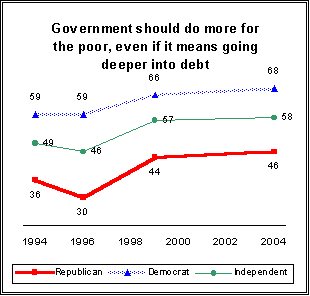 Government should do more for
the poor, even if it means going
deeper into debt
59 59 66 68
49 46 57 58
36 30 44 46
1994 1996 1998 2000 2002 2004
Republican Democrat Independent